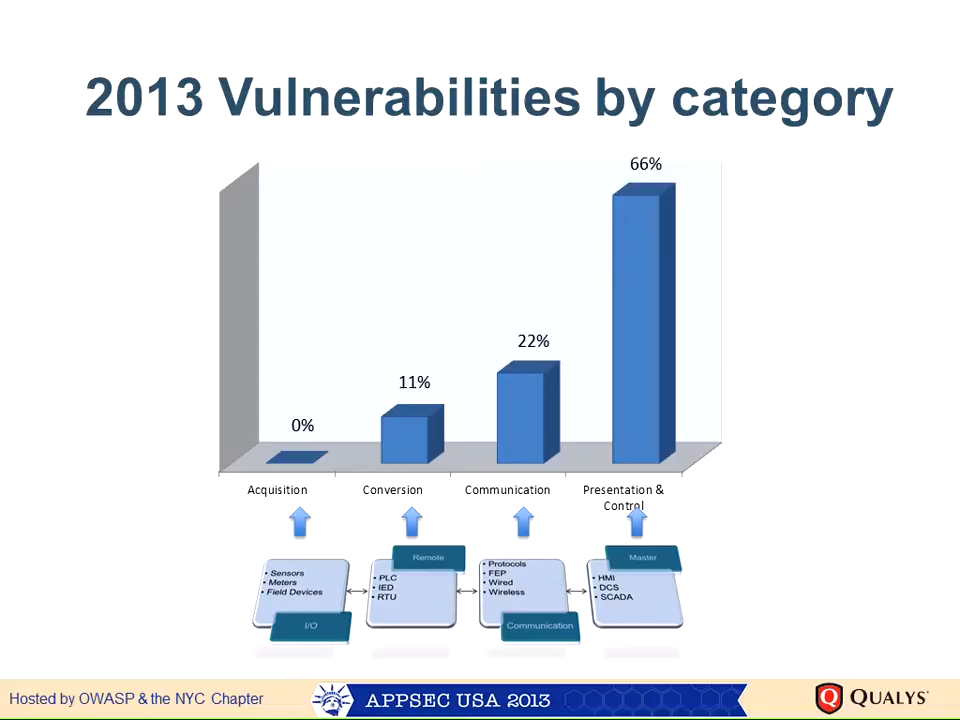 2013 Vulnerabilities by category
66%
22%
11%
0%
Acquisition
Conversion
Communication
Presentation &
Control
• Sensors
• Meters
• Field Devices
I/O
Remote
• PLC
• IED
• RTU
• Protocols
• FEP
• Wired
• Wireless
Communication
Master
• HMI
• DCS
• SCADA
Hosted by OWASP & the NYC Chapter
APPSEC USA 2013
Q QUALYS®